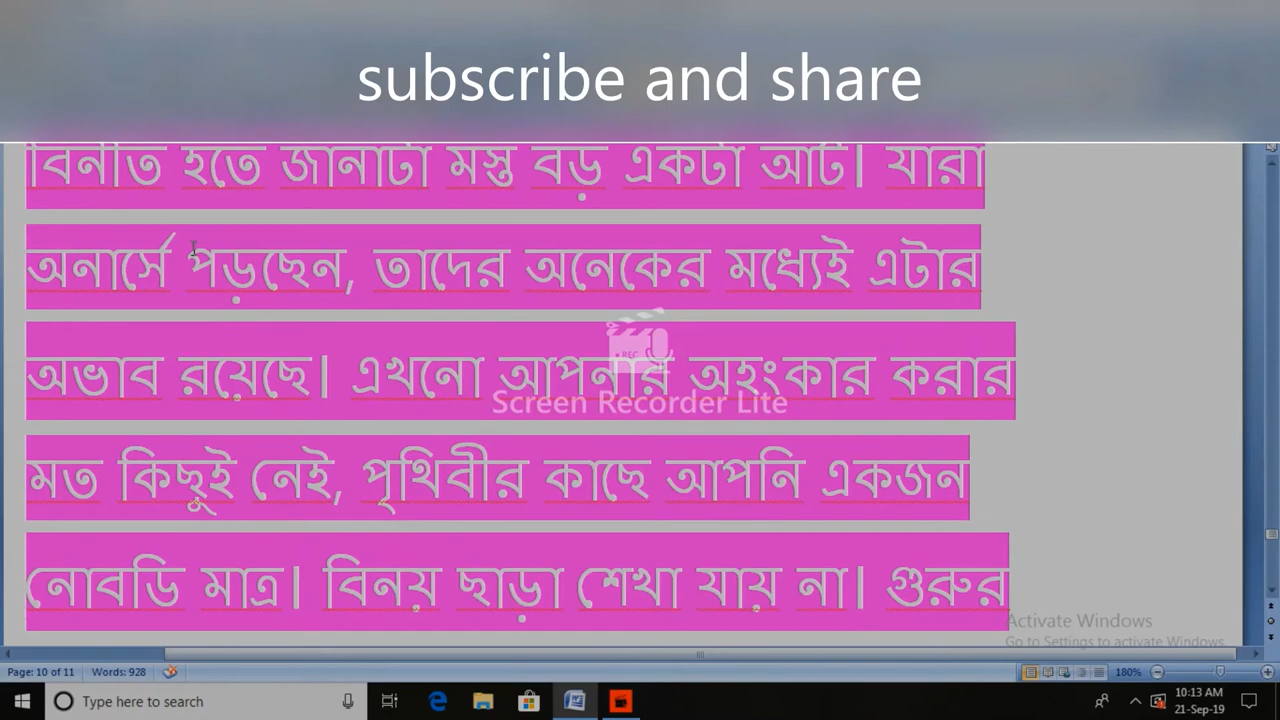 subscribe and share
বিনীত হতে জানাটা মস্ত বড় একটা আর্ট। যারা
অনার্সে পড়ছেন, তাদের অনেকের মধ্যেই এটার
অভাব রয়েছে। এখনো আপনার অহংকার করার
REC
Screen Recorder Lite
মত কিছুই নেই, পৃথিবীর কাছে আপনি একজন
নোবডি মাত্র। বিনয় ছাড়া শেখা যায় না। গুরুর
Activate Windows
Go to Settings to activate Windows.
Page: 10 of 11 Words: 928 180%
Type here to search
10:13 AM
21-Sep-19